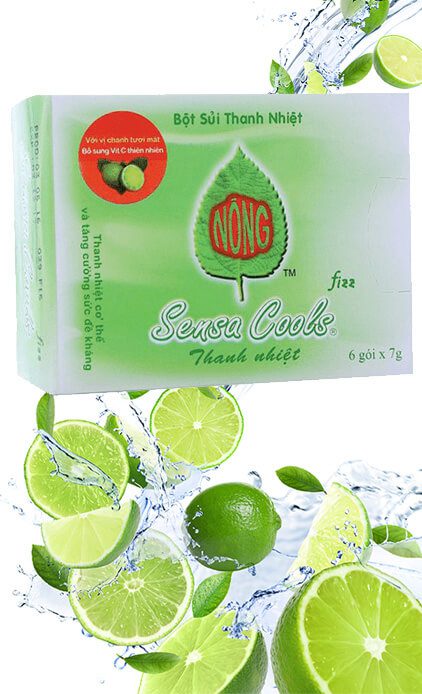 Bột Sủi Thanh Nhiệt
Với vị chanh tươi mát
Bổ sung Vit C thiên nhiên
NÓNG
TM
fizz
Sensa Cools®
Thanh nhiệt
6 gói x 7g
Thanh nhiệt cơ thể
và tăng cường sức đề kháng
fizz